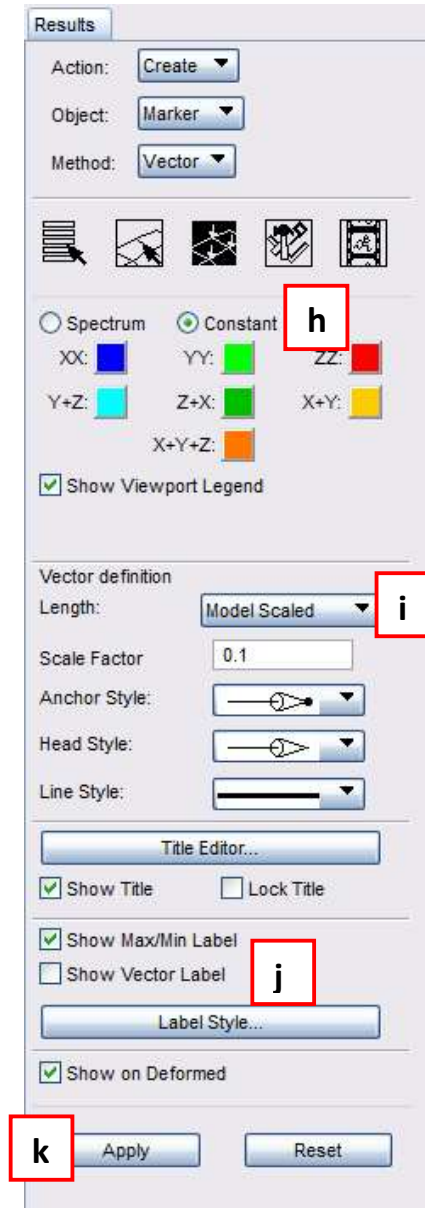 Results
Action: Create
Object: Marker
Method: Vector
Spectrum Constant h
XX: YY: ZZ:
Y+Z: Z+X: X+Y:
X+Y+Z:
Show Viewport Legend
Vector definition
Length: Model Scaled i
Scale Factor 0.1
Anchor Style:
Head Style:
Line Style:
Title Editor...
Show Title Lock Title
Show Max/Min Label
Show Vector Label j
Label Style...
Show on Deformed
k Apply Reset